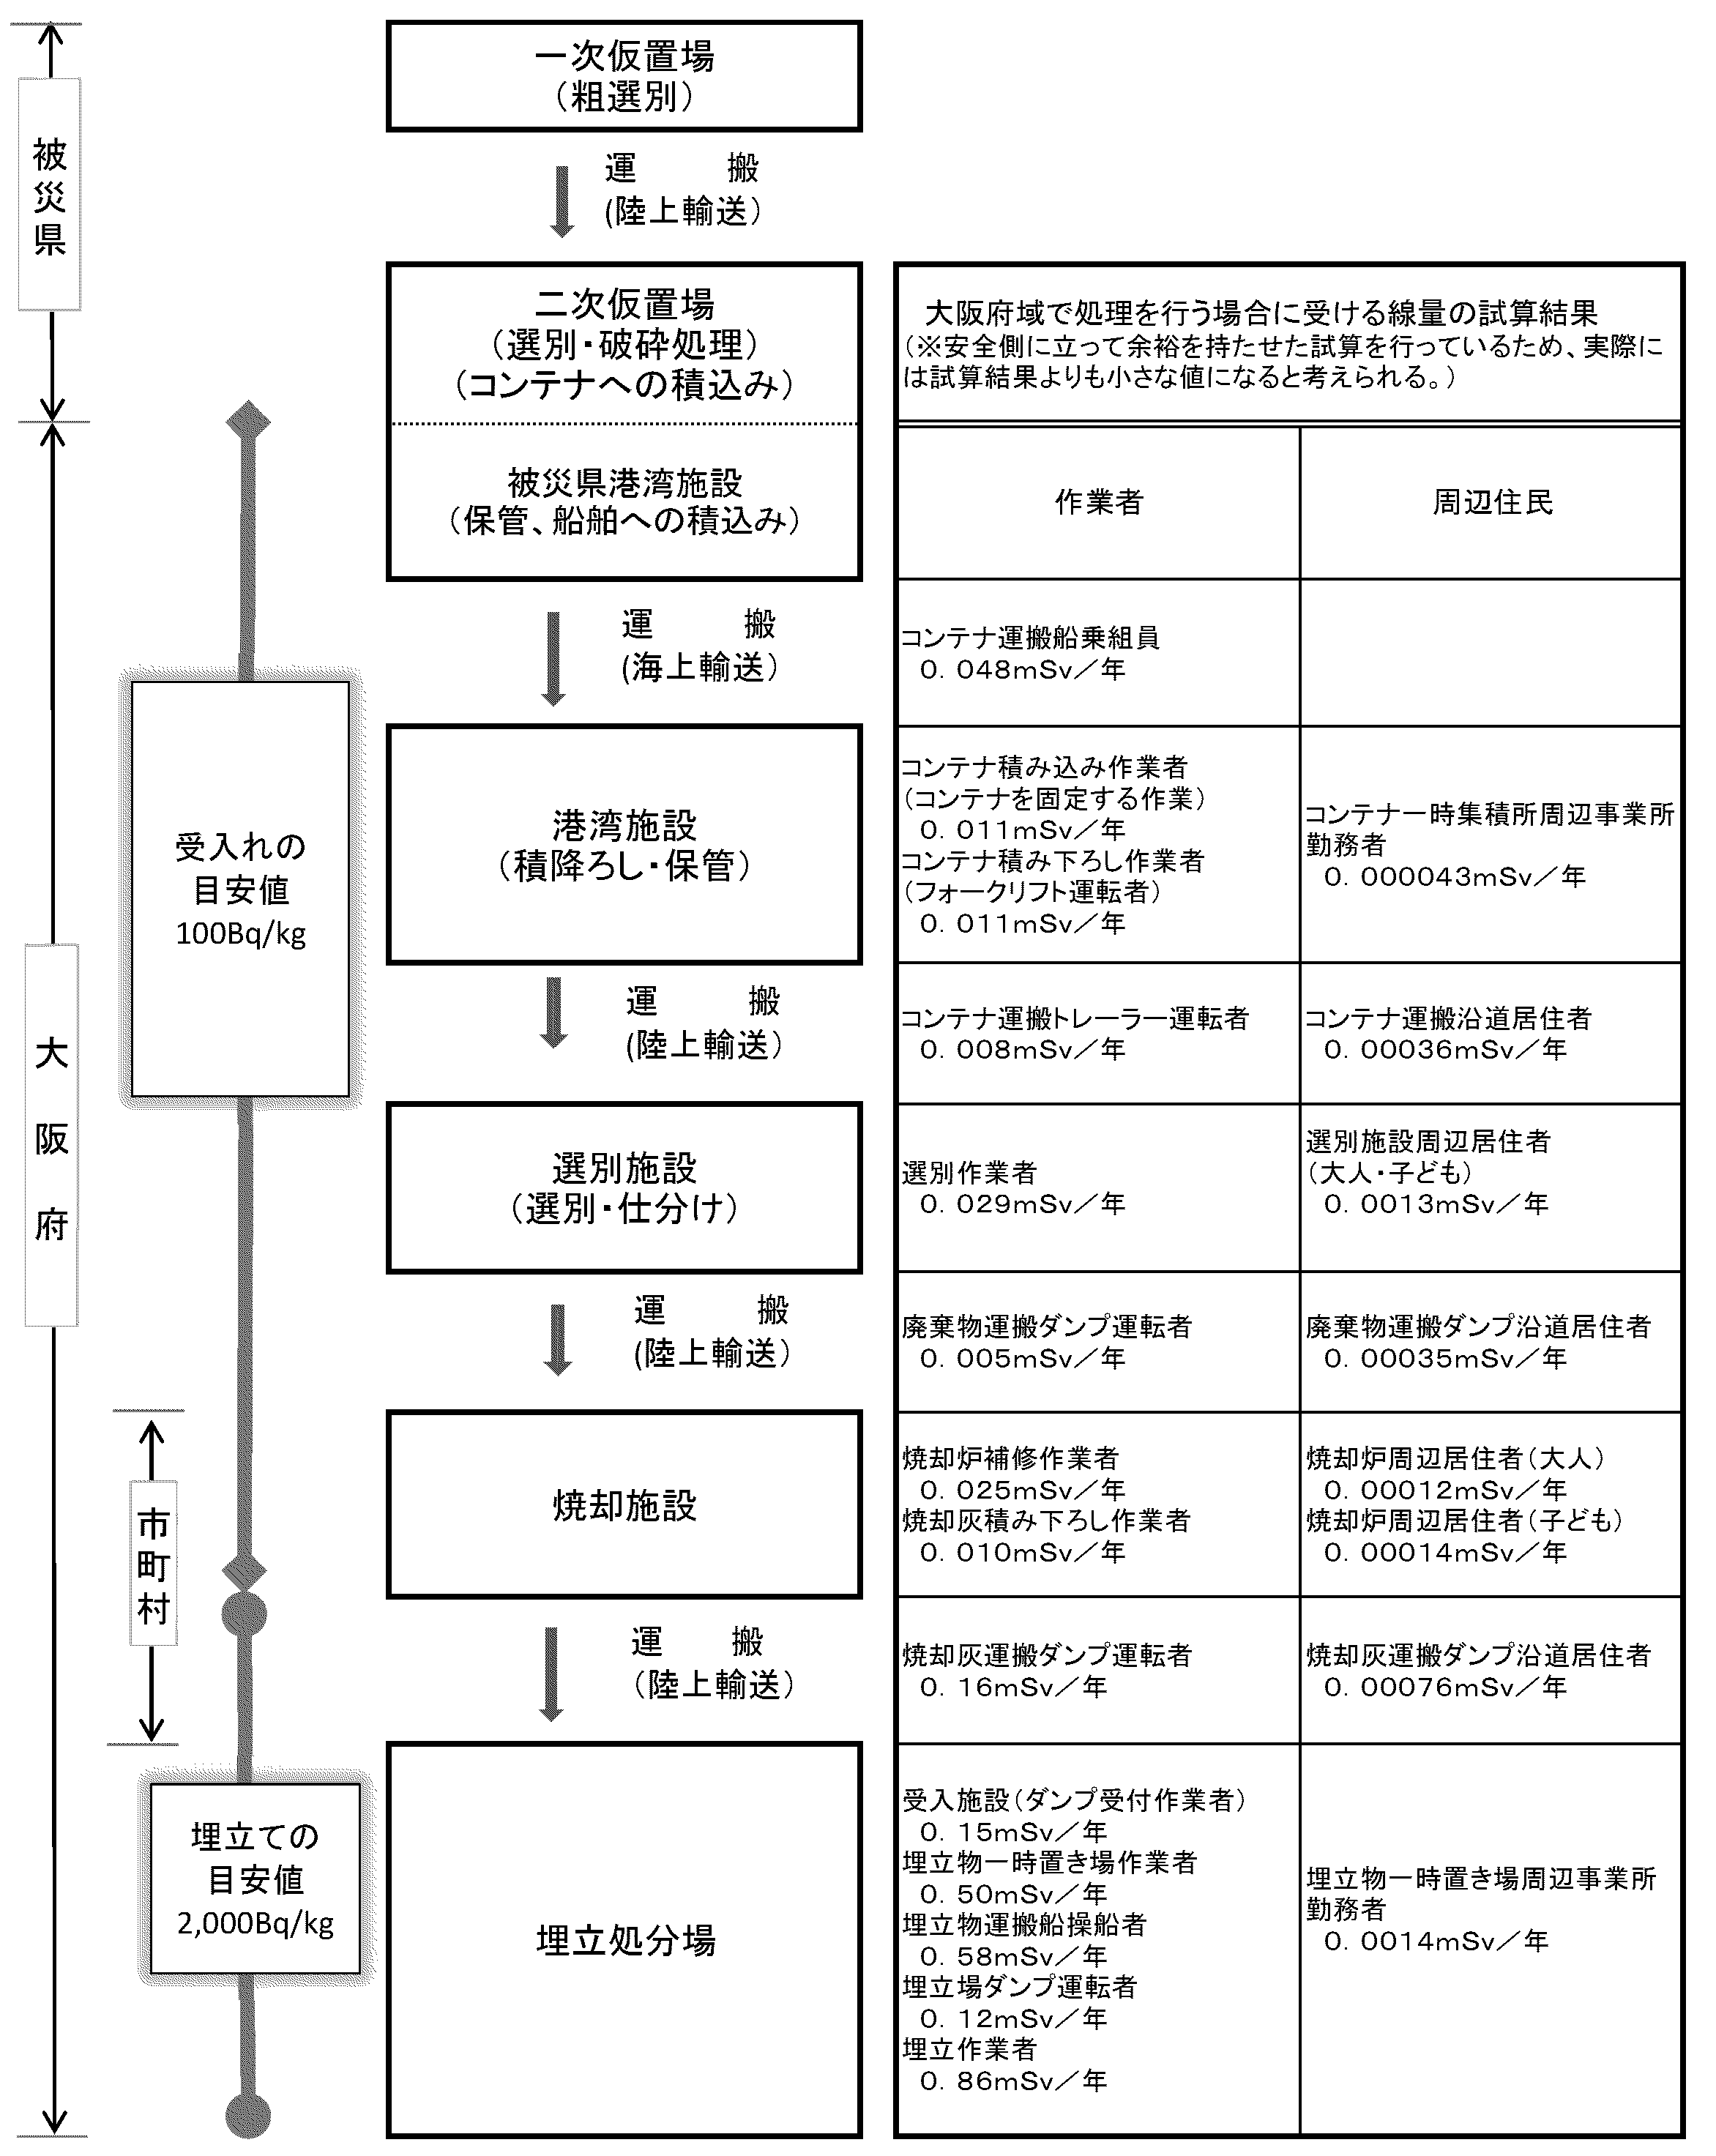 被災県
一次仮置場
（粗選別）
運　搬
(陸上輸送)
二次仮置場
（選別・破砕処理）
（コンテナへの積込み）
被災県港湾施設
（保管、船舶への積込み）
大阪府域で処理を行う場合に受ける線量の試算結果
（※安全側に立って余裕を持たせた試算を行っているため、実際に
は試算結果よりも小さな値になると考えられる。）
作業者
周辺住民
運　搬
(海上輸送)
コンテナ運搬船乗組員
０．０４８ｍＳｖ／年
大阪府
受入れの
目安値
100Bq/kg
港湾施設
（積降ろし・保管）
コンテナ積み込み作業者
（コンテナを固定する作業）
０．０１１ｍＳｖ／年
コンテナ積み下ろし作業者
（フォークリフト運転者）
０．０１１ｍＳｖ／年
コンテナ一時集積所周辺事業所
勤務者
０．００００４３ｍＳｖ／年
運　搬
(陸上輸送)
コンテナ運搬トレーラー運転者
０．００８ｍＳｖ／年
コンテナ運搬沿道居住者
０．０００３６ｍＳｖ／年
選別施設
（選別・仕分け）
選別作業者
０．０２９ｍＳｖ／年
選別施設周辺居住者
（大人・子ども）
０．００１３ｍＳｖ／年
運　搬
(陸上輸送)
廃棄物運搬ダンプ運転者
０．００５ｍＳｖ／年
廃棄物運搬ダンプ沿道居住者
０．０００３５ｍＳｖ／年
市町村
焼却施設
焼却炉補修作業者
０．０２５ｍＳｖ／年
焼却灰積み下ろし作業者
０．０１０ｍＳｖ／年
焼却炉周辺居住者（大人）
０．０００１２ｍＳｖ／年
焼却炉周辺居住者（子ども）
０．０００１４ｍＳｖ／年
運　搬
（陸上輸送）
焼却灰運搬ダンプ運転者
０．１６ｍＳｖ／年
焼却灰運搬ダンプ沿道居住者
０．０００７６ｍＳｖ／年
埋立ての
目安値
2,000Bq/kg
埋立処分場
受入施設（ダンプ受付作業者）
０．１５ｍＳｖ／年
埋立物一時置き場作業者
０．５０ｍＳｖ／年
埋立物運搬船操船者
０．５８ｍＳｖ／年
埋立場ダンプ運転者
０．１２ｍＳｖ／年
埋立作業者
０．８６ｍＳｖ／年
埋立物一時置き場周辺事業所
勤務者
０．００１４ｍＳｖ／年